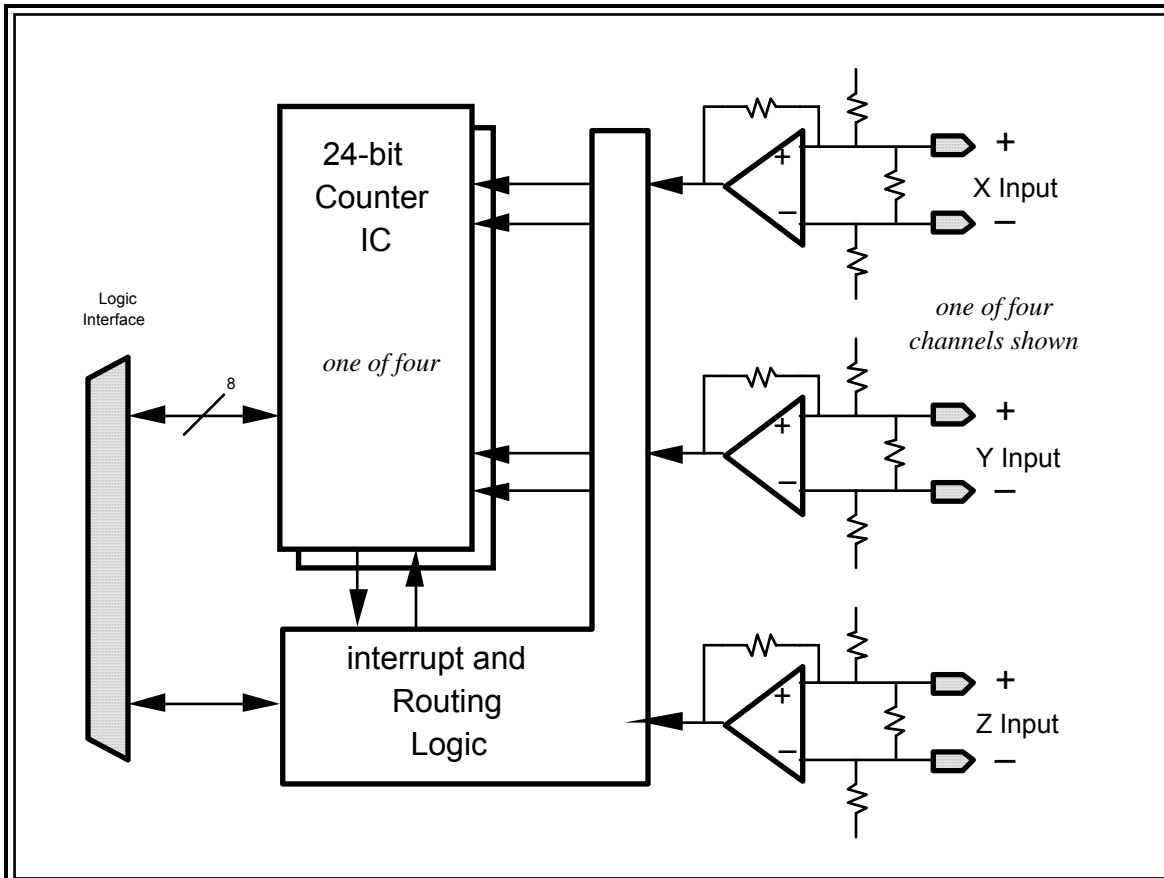 24-bit
Counter
IC
one of four
Logic
Interface
8
interrupt and
Routing
Logic
+
−
+
X Input
−
one of four
channels shown
+
−
+
Y Input
−
+
−
+
Z Input
−